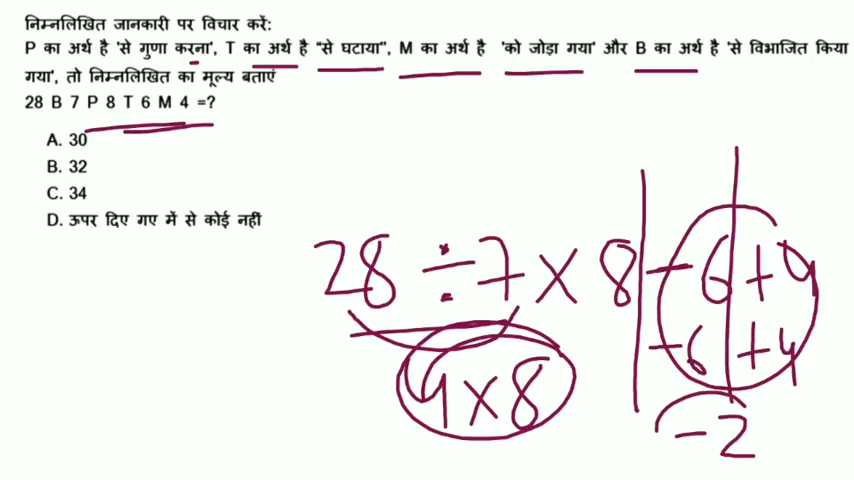 निम्नलिखित जानकारी पर विचार करें:
P का अर्थ है 'से गुणा करना', T का अर्थ है "से घटाया", M का अर्थ है 'को जोड़ा गया' और B का अर्थ है 'से विभाजित किया
गया', तो निम्नलिखित का मूल्य बताएं
28 B 7 P 8 T 6 M 4 =?
A. 30
B. 32
C. 34
D. ऊपर दिए गए में से कोई नहीं
28 ÷ 7 × 8 - 6 + 4
4 × 8 - 6 + 4
- 2